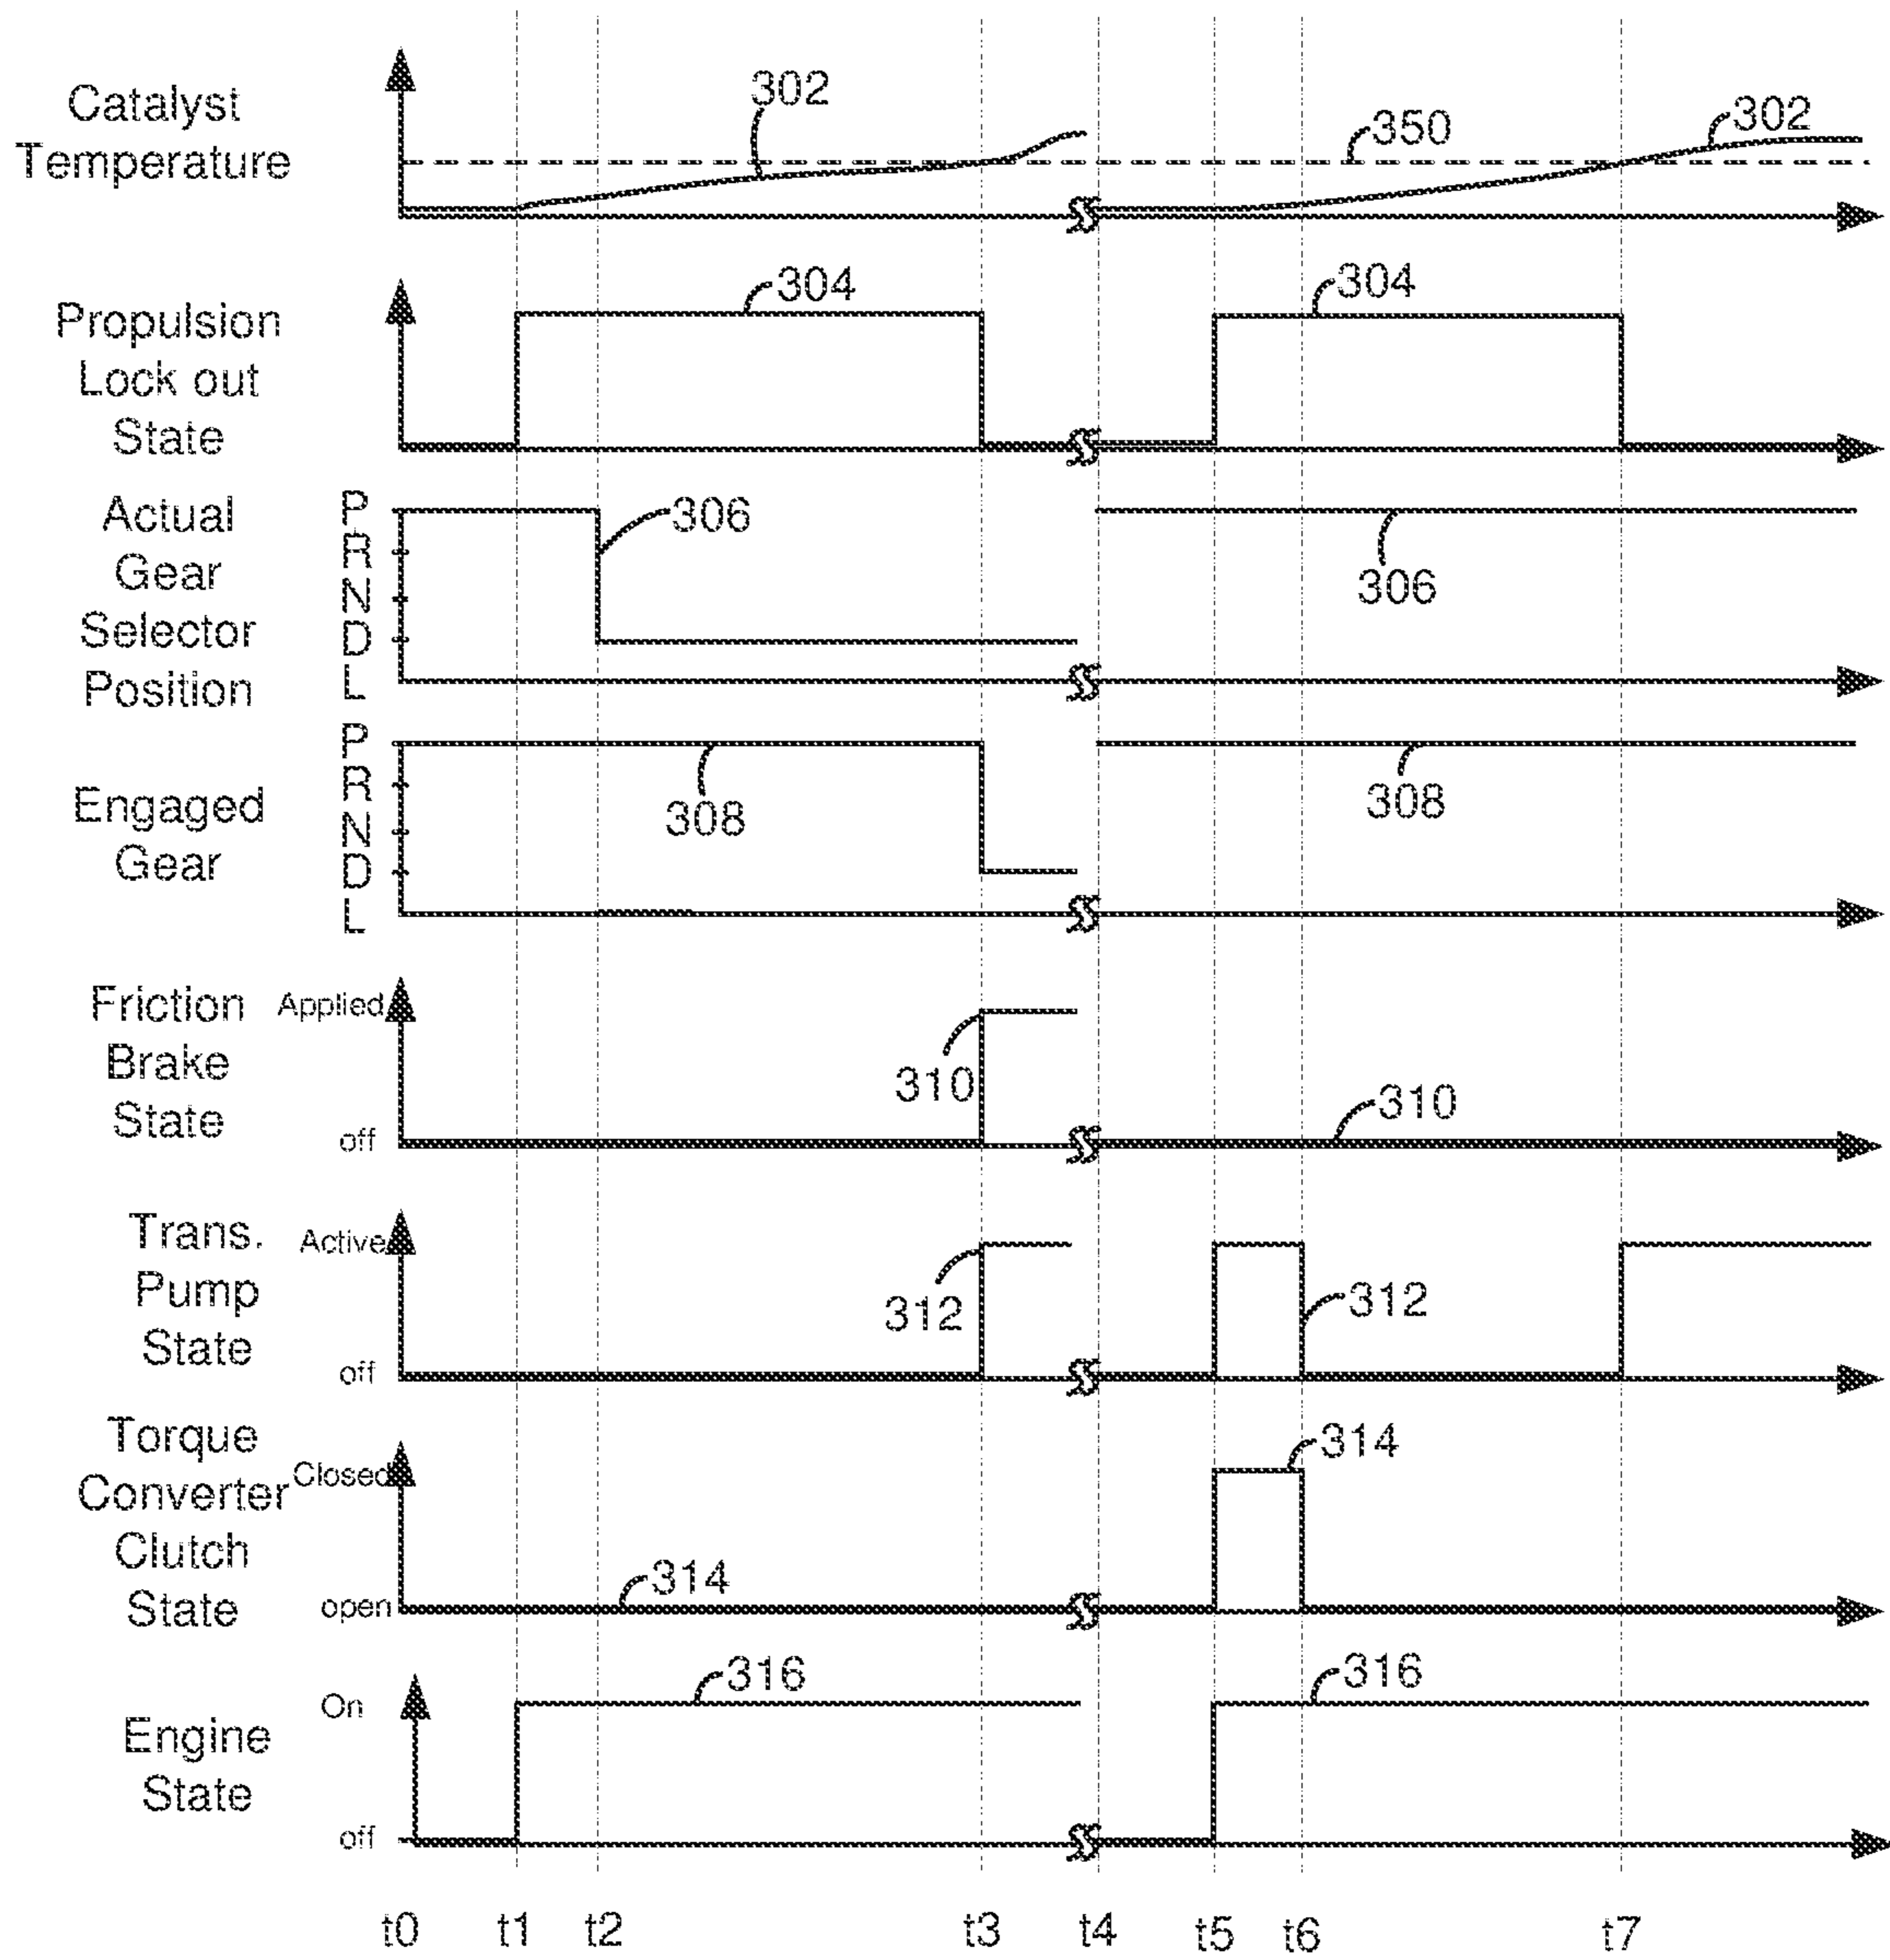 Catalyst
Temperature
302
350
302
Propulsion
Lock out
State
304
304
Actual
Gear
Selector
Position
P
R
N
D
L
306
306
Engaged
Gear
P
R
N
D
L
308
308
Friction
Brake
State
Applied
off
310
310
Trans.
Pump
State
Active
off
312
312
Torque
Converter
Clutch
State
Closed
open
314
314
Engine
State
On
off
316
316
t0 t1 t2 t3 t4 t5 t6 t7